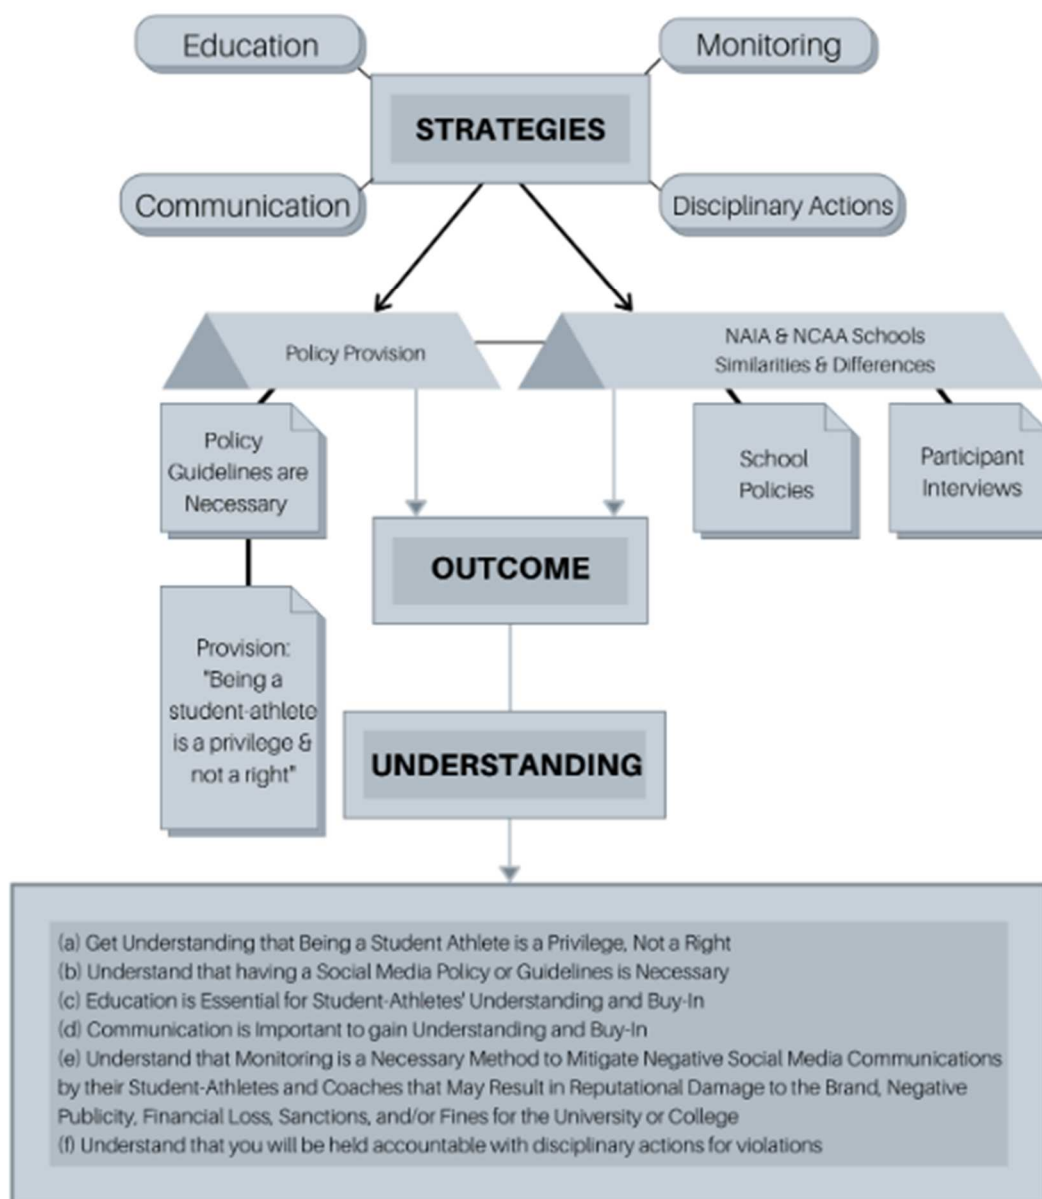 Education
Monitoring
STRATEGIES
Communication
Disciplinary Actions
Policy Provision
NAIA & NCAA Schools
Similarities & Differences
Policy
Guidelines are
Necessary
School
Policies
Participant
Interviews
OUTCOME
Provision:
"Being a
student-athlete
is a privilege &
not a right"
UNDERSTANDING
(a) Get Understanding that Being a Student Athlete is a Privilege, Not a Right
(b) Understand that having a Social Media Policy or Guidelines is Necessary
(c) Education is Essential for Student-Athletes' Understanding and Buy-In
(d) Communication is Important to gain Understanding and Buy-In
(e) Understand that Monitoring is a Necessary Method to Mitigate Negative Social Media Communications
by their Student-Athletes and Coaches that May Result in Reputational Damage to the Brand, Negative
Publicity, Financial Loss, Sanctions, and/or Fines for the University or College
(f) Understand that you will be held accountable with disciplinary actions for violations